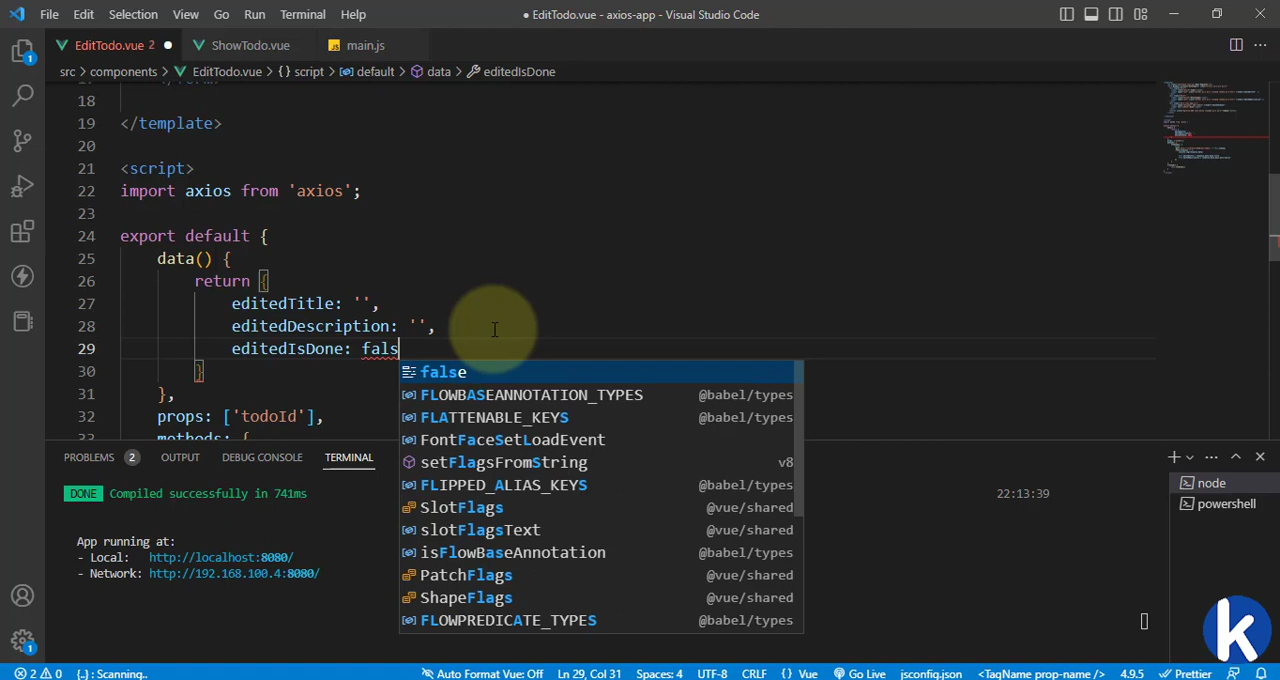 File Edit Selection View Go Run Terminal Help
● EditTodo.vue - axios-app - Visual Studio Code
EditTodo.vue 2 ● ShowTodo.vue JS main.js
src > components > EditTodo.vue > {} script > default > data > editedIsDone
18
19 </template>
20
21 <script>
22 import axios from 'axios';
23
24 export default {
25 data() {
26 return {
27 editedTitle: '',
28 editedDescription: '',
29 editedIsDone: fals
30 }
31 },
32 props: ['todoId'],
33 methods: {
false
FLOWBASEANNOTATION_TYPES @babel/types
FLATTENABLE_KEYS @babel/types
FontFaceSetLoadEvent
setFlagsFromString v8
FLIPPED_ALIAS_KEYS @babel/types
SlotFlags @vue/shared
slotFlagsText @vue/shared
isFlowBaseAnnotation @babel/types
PatchFlags @vue/shared
ShapeFlags @vue/shared
FLOWPREDICATE_TYPES @babel/types
PROBLEMS 2 OUTPUT DEBUG CONSOLE TERMINAL
DONE Compiled successfully in 741ms 22:13:39
App running at:
- Local: http://localhost:8080/
- Network: http://192.168.100.4:8080/
node
powershell
1
1
k
2 0 {..} : Scanning.. Auto Format Vue: Off Ln 29, Col 31 Spaces: 4 UTF-8 CRLF {} Vue Go Live jsconfig.json <TagName prop-name /> 4.9.5 Prettier